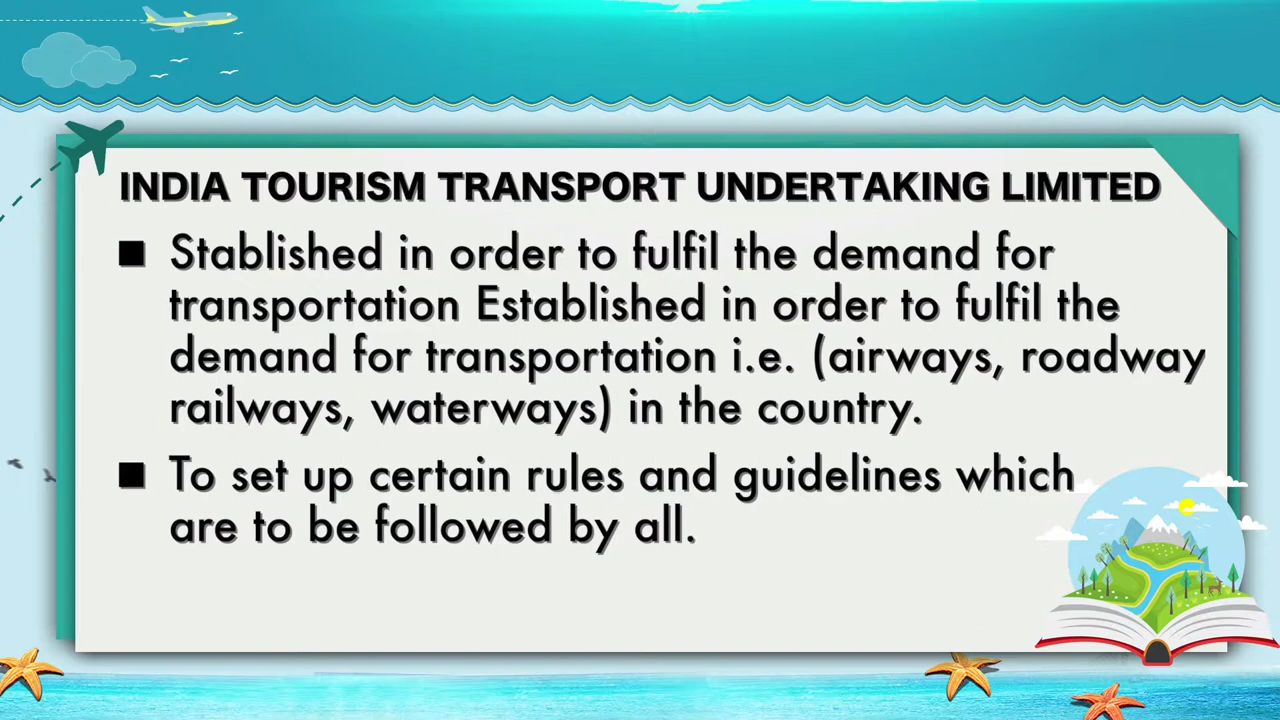 INDIA TOURISM TRANSPORT UNDERTAKING LIMITED
■ Stablished in order to fulfil the demand for
transportation Established in order to fulfil the
demand for transportation i.e. (airways, roadway
railways, waterways) in the country.
■ To set up certain rules and guidelines which
are to be followed by all.